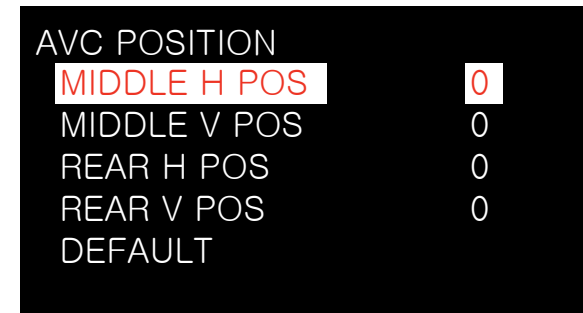 AVC POSITION
MIDDLE H POS 0
MIDDLE V POS 0
REAR H POS 0
REAR V POS 0
DEFAULT